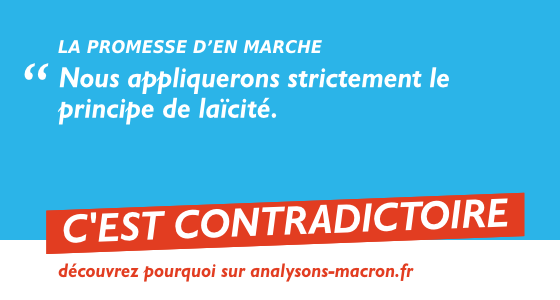 LA PROMESSE D’EN MARCHE
“ Nous appliquerons strictement le
principe de laïcité.
C'EST CONTRADICTOIRE
découvrez pourquoi sur analysons-macron.fr